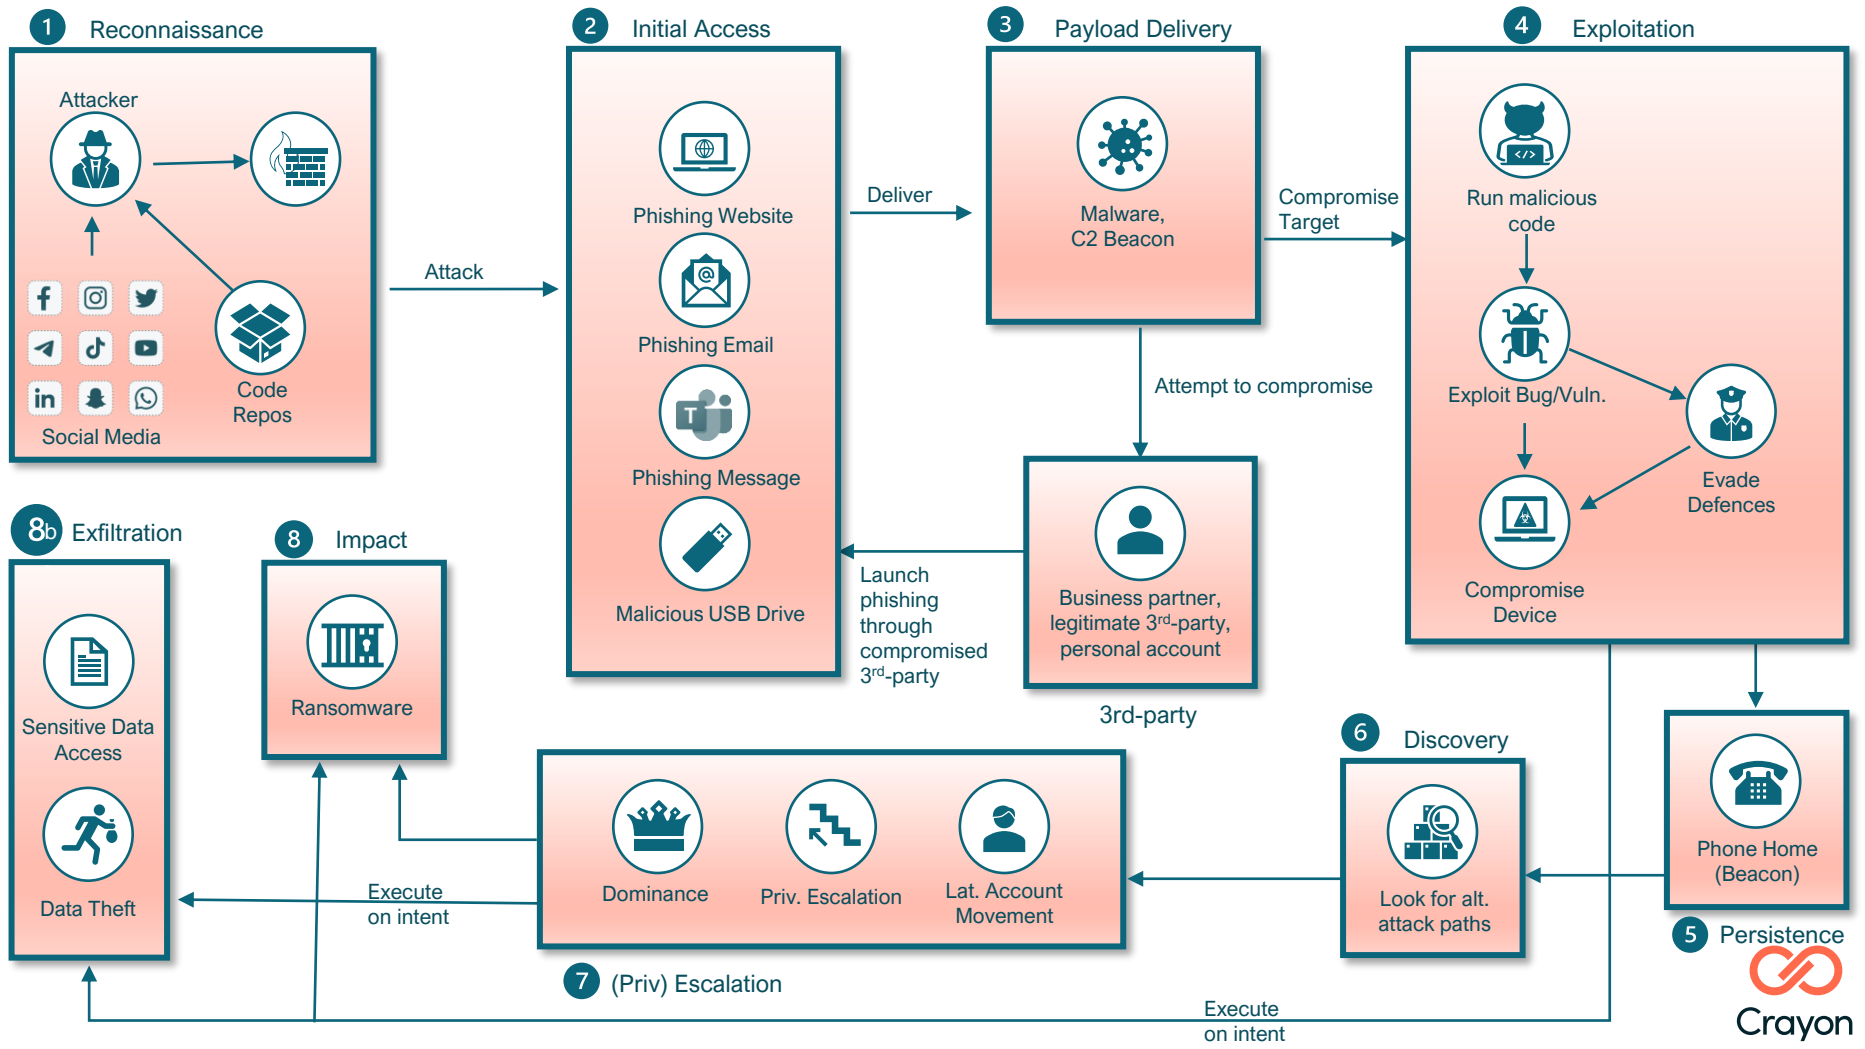 1 Reconnaissance
Attacker
Social Media
Code
Repos
Attack
2 Initial Access
Phishing Website
@
Phishing Email
T
Phishing Message
Malicious USB Drive
Deliver
3 Payload Delivery
Malware,
C2 Beacon
Compromise
Target
Attempt to compromise
Business partner,
legitimate 3rd-party,
personal account
3rd-party
Launch
phishing
through
compromised
3rd-party
4 Exploitation
</>
Run malicious
code
Exploit Bug/Vuln.
Evade
Defences
Compromise
Device
Phone Home
(Beacon)
5 Persistence
6 Discovery
Look for alt.
attack paths
Dominance
Priv. Escalation
Lat. Account
Movement
7 (Priv) Escalation
Execute
on intent
Execute
on intent
8 Impact
Ransomware
8b Exfiltration
Sensitive Data
Access
Data Theft
Crayon